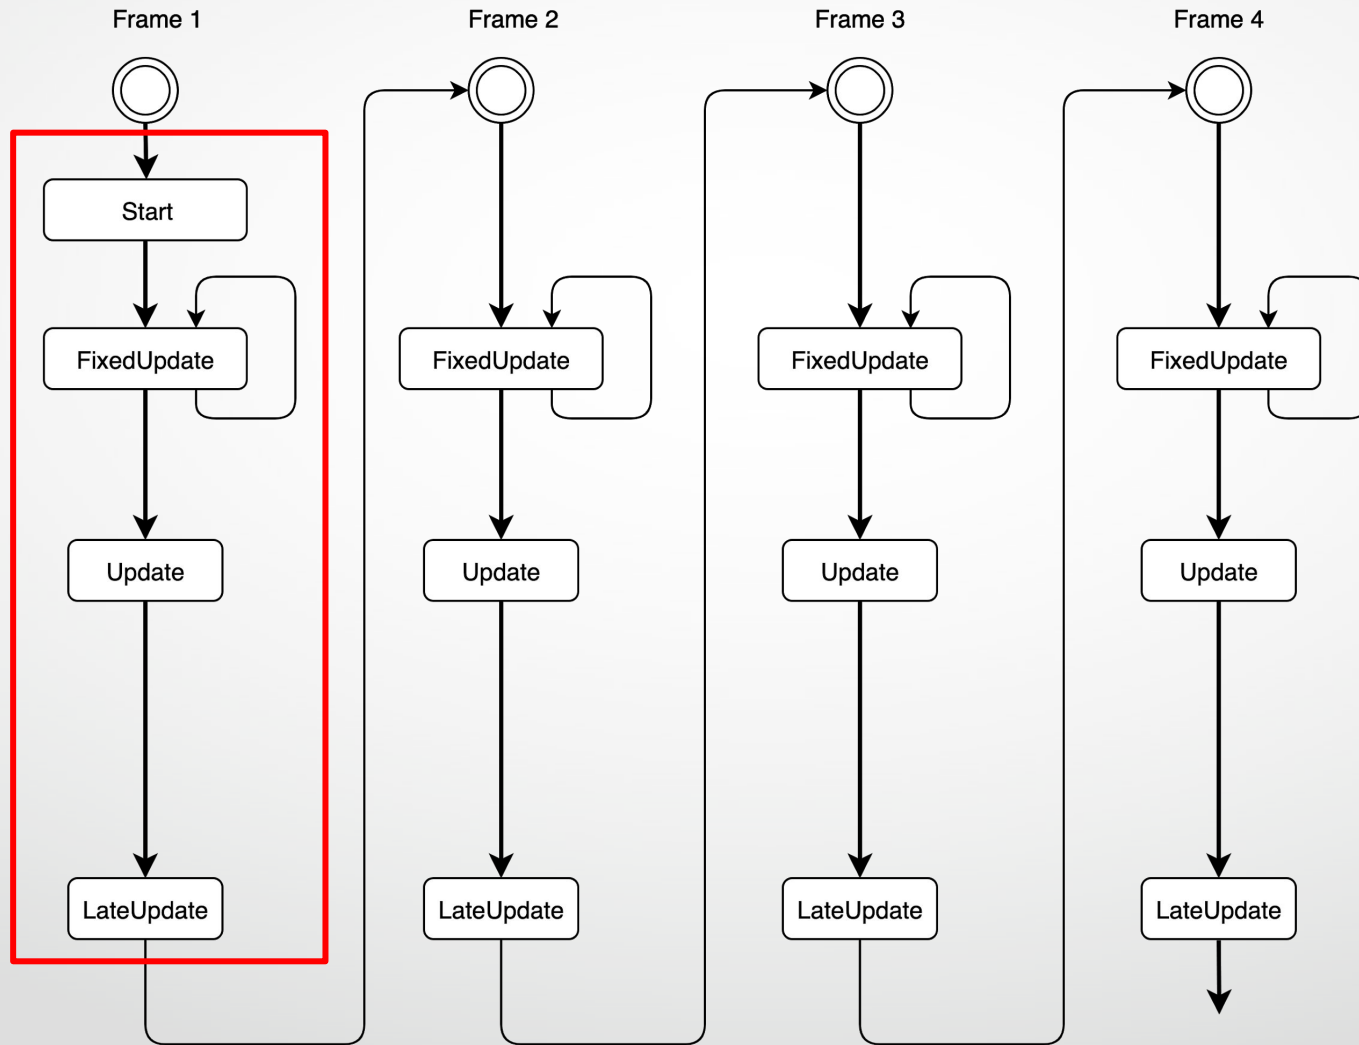 Frame 1
Frame 2
Frame 3
Frame 4
Start
FixedUpdate
FixedUpdate
FixedUpdate
FixedUpdate
Update
Update
Update
Update
LateUpdate
LateUpdate
LateUpdate
LateUpdate